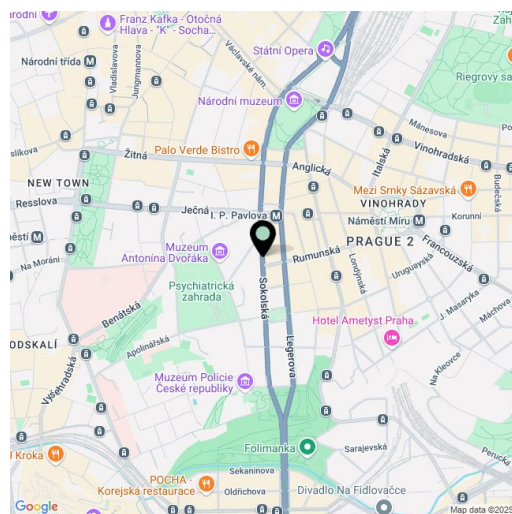 Národní
Franz Kafka - Otočná
Hlava - "K" - Socha...
Státní Opera
Václavské nám.
Národní třída
Vladislavova
Jungmannova
Národní muzeum
Riegrovy sa
Mánesova
Vinohradská
Palo Verde Bistro
Žitná
Anglická
Italská
Mezi Srnky Sázavská
Budečská
NEW TOWN
Resslova
Ječná
I. P. Pavlova
VINOHRADY
Náměstí Míru
Korunní
ěstí
Na Moráni
Muzeum
Antonína Dvořáka
Rumunská
PRAGUE 2
Francouzská
Londýnská
Uruguayská
Psychiatrická
zahrada
Sokolská
Benátská
J. Masaryka
Máchova
Hotel Ametyst Praha
ODSKALÍ
Apolinářská
Legerova
Vyšehradská
Muzeum Policie
České republiky
Na Kleovce
Folimanka
Sarajevská
Perucká
U Kroka
Sekaninova
POCHA -
Korejská restaurace
Oldřichova
Divadlo Na Fidlovačce
Google
Map data ©2025